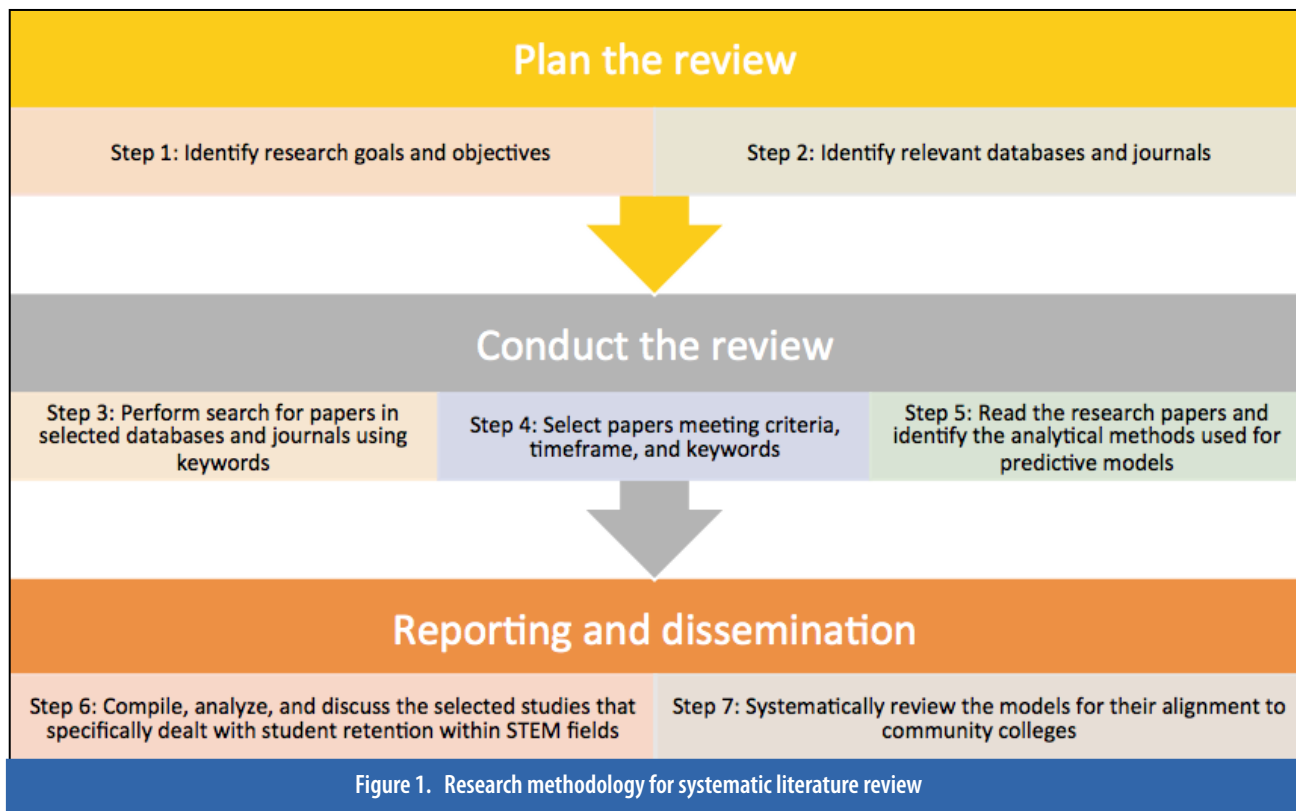 Plan the review
Step 1: Identify research goals and objectives
Step 2: Identify relevant databases and journals
Conduct the review
Step 3: Perform search for papers in
selected databases and journals using
keywords
Step 4: Select papers meeting criteria,
timeframe, and keywords
Step 5: Read the research papers and
identify the analytical methods used for
predictive models
Reporting and dissemination
Step 6: Compile, analyze, and discuss the selected studies that
specifically dealt with student retention within STEM fields
Step 7: Systematically review the models for their alignment to
community colleges
Figure 1. Research methodology for systematic literature review